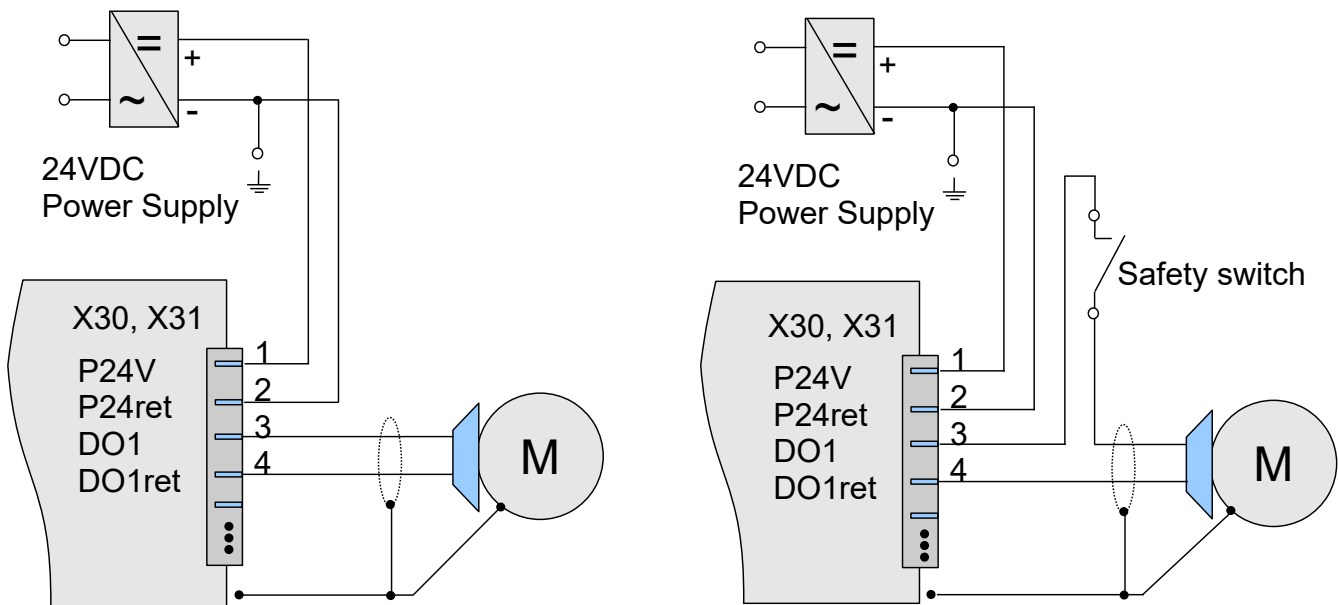 =
+
~
-
24VDC
Power Supply
X30, X31
P24V
P24ret
DO1
DO1ret
1
2
3
4
M
=
+
~
-
24VDC
Power Supply
Safety switch
X30, X31
P24V
P24ret
DO1
DO1ret
1
2
3
4
M